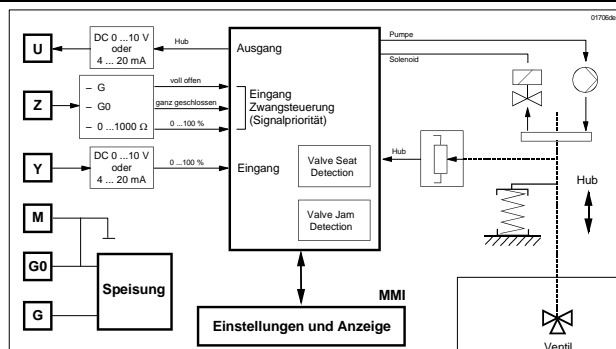 01706de
U
DC 0 ...10 V
oder
4 ... 20 mA
Hub
Ausgang
Pumpe
Solenoid
Z
– G
– G0
– 0 ...1000 Ω
voll offen
ganz geschlossen
0 ...100 %
Eingang
Zwangsteuerung
(Signalpriorität)
Y
DC 0 ...10 V
oder
4 ... 20 mA
0 ...100 %
Eingang
Valve Seat
Detection
Valve Jam
Detection
Hub
Hub
M
G0
G
Speisung
MMI
Einstellungen und Anzeige
Ventil